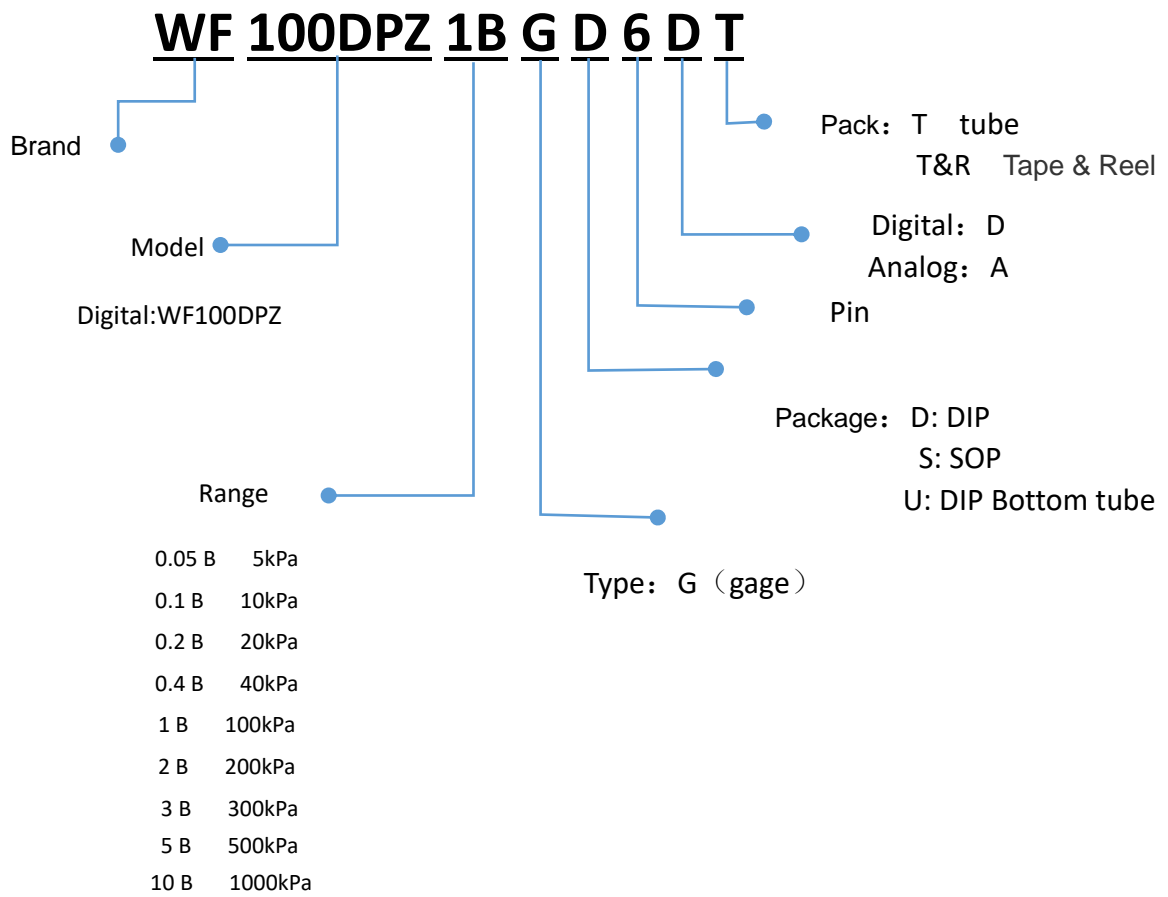 WF 100DPZ 1B G D 6 D T
Brand
Pack：T tube
T&R Tape & Reel
Model
Digital：D
Analog：A
Digital:WF100DPZ
Pin
Package：D: DIP
S: SOP
U: DIP Bottom tube
Range
0.05 B 5kPa
0.1 B 10kPa
0.2 B 20kPa
0.4 B 40kPa
1 B 100kPa
2 B 200kPa
3 B 300kPa
5 B 500kPa
10 B 1000kPa
Type：G（gage）